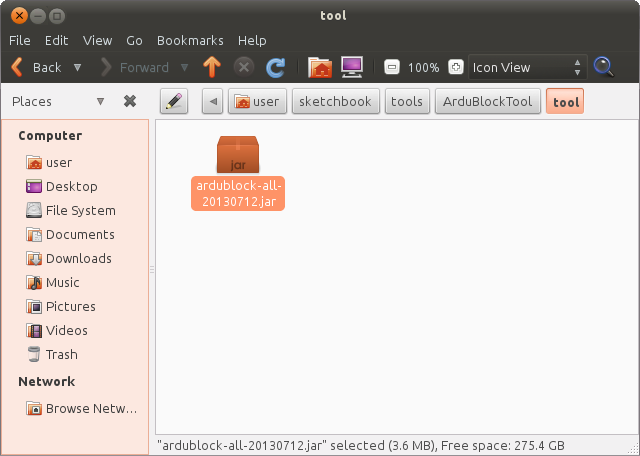 tool
File Edit View Go Bookmarks Help
Back Forward 100% Icon View
Places user sketchbook tools ArduBlockTool tool
Computer
user
Desktop
File System
Documents
Downloads
Music
Pictures
Videos
Trash
Network
Browse Netw...
jar
ardublock-all-
20130712.jar
"ardublock-all-20130712.jar" selected (3.6 MB), Free space: 275.4 GB